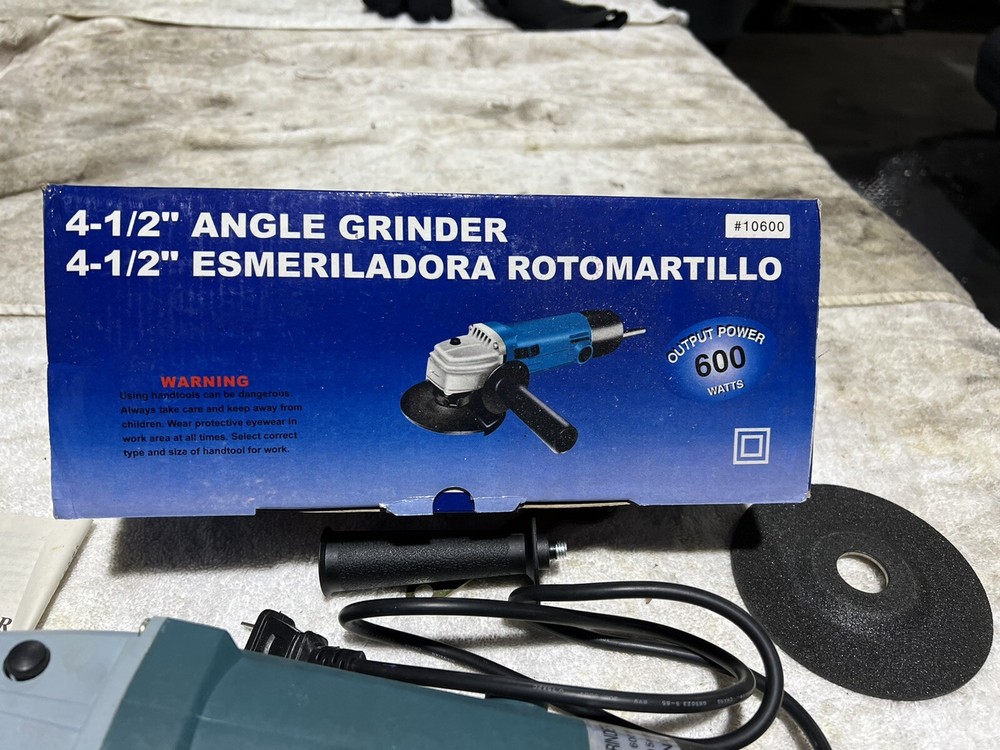 4-1/2" ANGLE GRINDER
#10600
4-1/2" ESMERILADORA ROTOMARTILLO
OUTPUT POWER
600
WATTS
WARNING
Using handtools can be dangerous.
Always take care and keep away from
children. Wear protective eyewear in
work area at all times. Select correct
type and size of handtool for work.
R